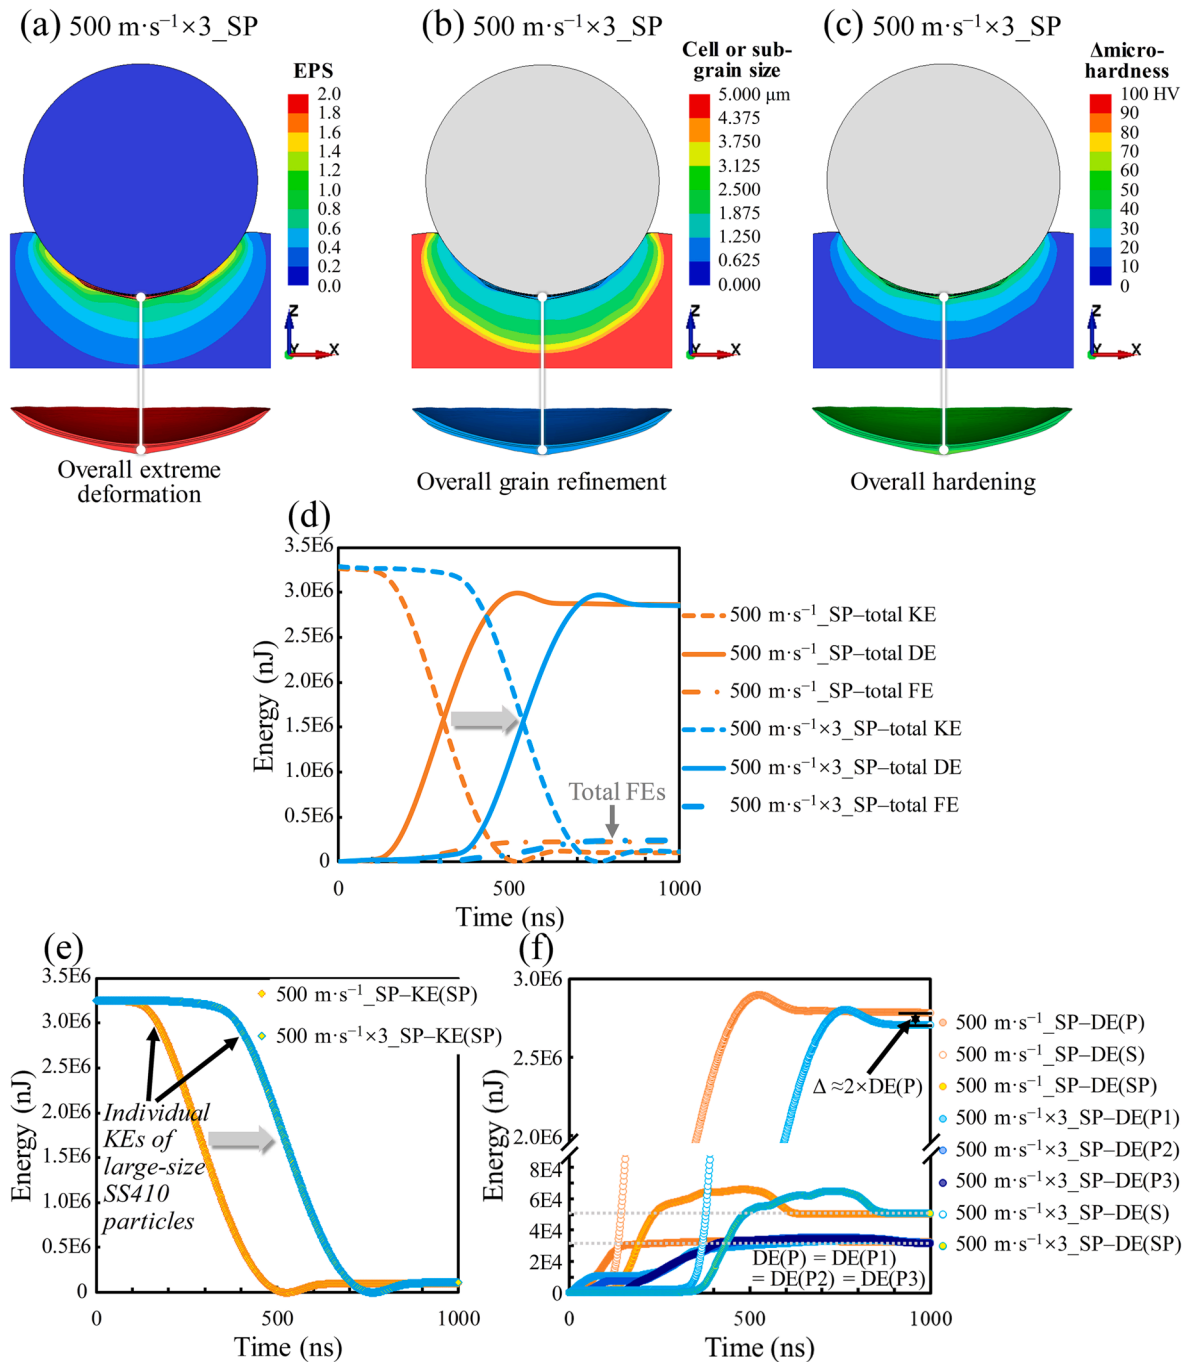 (a) 500 m·s⁻¹×3_SP
(b) 500 m·s⁻¹×3_SP
(c) 500 m·s⁻¹×3_SP
EPS
2.0
1.8
1.6
1.4
1.2
1.0
0.8
0.6
0.4
0.2
0.0
Z
Y
X
Cell or sub-
grain size
5.000 μm
4.375
3.750
3.125
2.500
1.875
1.250
0.625
0.000
Z
Y
X
Δmicro-
hardness
100 HV
90
80
70
60
50
40
30
20
10
0
Z
Y
X
Overall extreme
deformation
Overall grain refinement
Overall hardening
(d)
3.5E6
3.0E6
2.5E6
2.0E6
1.5E6
1.0E6
0.5E6
0
Energy (nJ)
0
500
1000
Time (ns)
Total FEs
500 m·s⁻¹_SP–total KE
500 m·s⁻¹_SP–total DE
500 m·s⁻¹_SP–total FE
500 m·s⁻¹×3_SP–total KE
500 m·s⁻¹×3_SP–total DE
500 m·s⁻¹×3_SP–total FE
(e)
3.5E6
3.0E6
2.5E6
2.0E6
1.5E6
1.0E6
0.5E6
0
Energy (nJ)
0
500
1000
Time (ns)
500 m·s⁻¹_SP–KE(SP)
500 m·s⁻¹×3_SP–KE(SP)
Individual
KEs of
large-size
SS410
particles
(f)
3.0E6
2.5E6
2.0E6
8E4
6E4
4E4
2E4
0
Energy (nJ)
0
500
1000
Time (ns)
Δ ≈2×DE(P)
DE(P) = DE(P1)
= DE(P2) = DE(P3)
500 m·s⁻¹_SP–DE(P)
500 m·s⁻¹_SP–DE(S)
500 m·s⁻¹_SP–DE(SP)
500 m·s⁻¹×3_SP–DE(P1)
500 m·s⁻¹×3_SP–DE(P2)
500 m·s⁻¹×3_SP–DE(P3)
500 m·s⁻¹×3_SP–DE(S)
500 m·s⁻¹×3_SP–DE(SP)